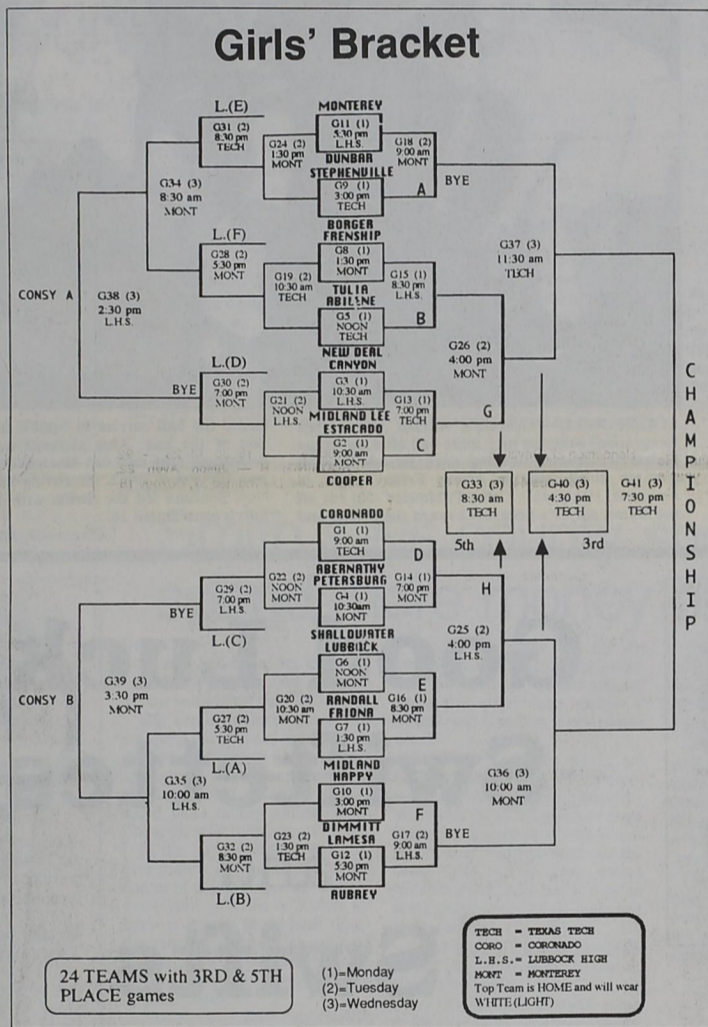 Girls' Bracket
L.(E)
G31 (2)
8:30 pm
TECH
G34 (3)
8:30 am
MONT
L.(F)
G28 (2)
5:30 pm
MONT
CONSY A
G38 (3)
2:30 pm
L.H.S.
L.(D)
BYE
G30 (2)
7:00 pm
MONT
G24 (2)
1:30 pm
MONT
G19 (2)
10:30 am
TECH
G21 (2)
NOON
L.H.S.
MONTEREY
G11 (1)
5:30 pm
L.H.S.
DUNBAR
STEPHENVILLE
G9 (1)
3:00 pm
TECH
BORGER
FRENSHIP
G8 (1)
1:30 pm
MONT
TULIA
ABILENE
G5 (1)
NOON
TECH
NEW DEAL
CANYON
G3 (1)
10:30 am
L.H.S.
MIDLAND LEE
ESTACADO
G2 (1)
9:00 am
MONT
COOPER
G18 (2)
9:00 am
MONT
A
BYE
G15 (1)
8:30 pm
L.H.S.
B
G13 (1)
7:00 pm
TECH
C
G26 (2)
4:00 pm
MONT
G
G37 (3)
11:30 am
TECH
G33 (3)
8:30 am
TECH
5th
G40 (3)
4:30 pm
TECH
3rd
G41 (3)
7:30 pm
TECH
CHAMPIONSHIP
CORONADO
G1 (1)
9:00 am
TECH
ABERNATHY
PETERSBURG
G4 (1)
10:30am
MONT
SHALLOWATER
LUBBOCK
G6 (1)
NOON
MONT
RANDALL
FRIONA
G7 (1)
1:30 pm
L.H.S.
MIDLAND
HAPPY
G10 (1)
3:00 pm
MONT
DIMMITT
LAMESA
G12 (1)
5:30 pm
MONT
AUBREY
D
G14 (1)
7:00 pm
MONT
H
G25 (2)
4:00 pm
L.H.S.
E
G16 (1)
8:30 pm
MONT
F
G17 (2)
9:00 am
L.H.S.
BYE
G36 (3)
10:00 am
MONT
G22 (2)
NOON
MONT
G29 (2)
7:00 pm
L.H.S.
BYE
L.(C)
G39 (3)
3:30 pm
MONT
CONSY B
G20 (2)
10:30 am
MONT
G27 (2)
5:30 pm
TECH
L.(A)
G35 (3)
10:00 am
L.H.S.
G23 (2)
1:30 pm
TECH
G32 (2)
8:30 pm
MONT
L.(B)
24 TEAMS with 3RD & 5TH
PLACE games
(1)=Monday
(2)=Tuesday
(3)=Wednesday
TECH = TEXAS TECH
CORO = CORONADO
L.H.S.= LUBBOCK HIGH
MONT = MONTEREY
Top Team is HOME and will wear
WHITE (LIGHT)